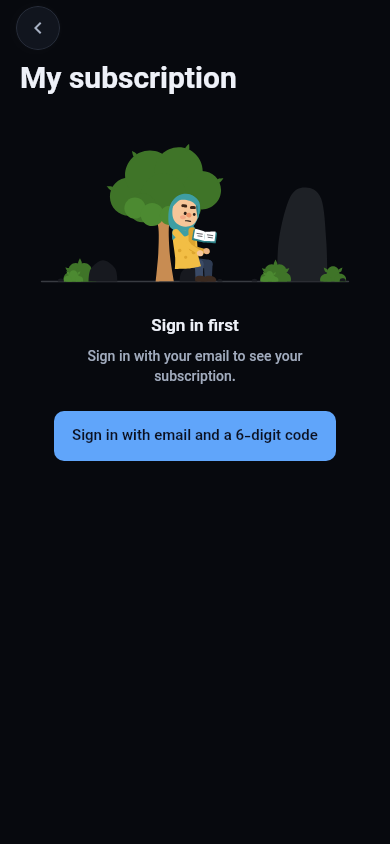 My subscription
Sign in first
Sign in with your email to see your
subscription.
Sign in with email and a 6-digit code